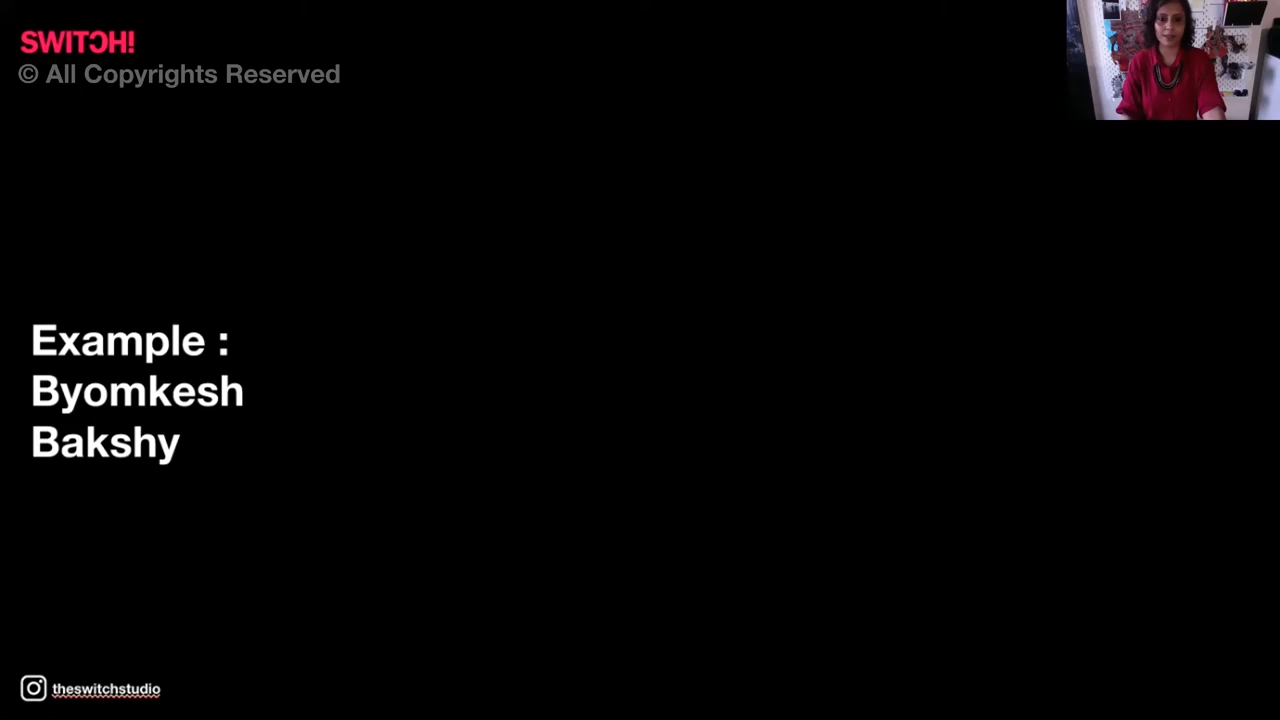 SWITCH!
© All Copyrights Reserved
Example :
Byomkesh
Bakshy
theswitchstudio